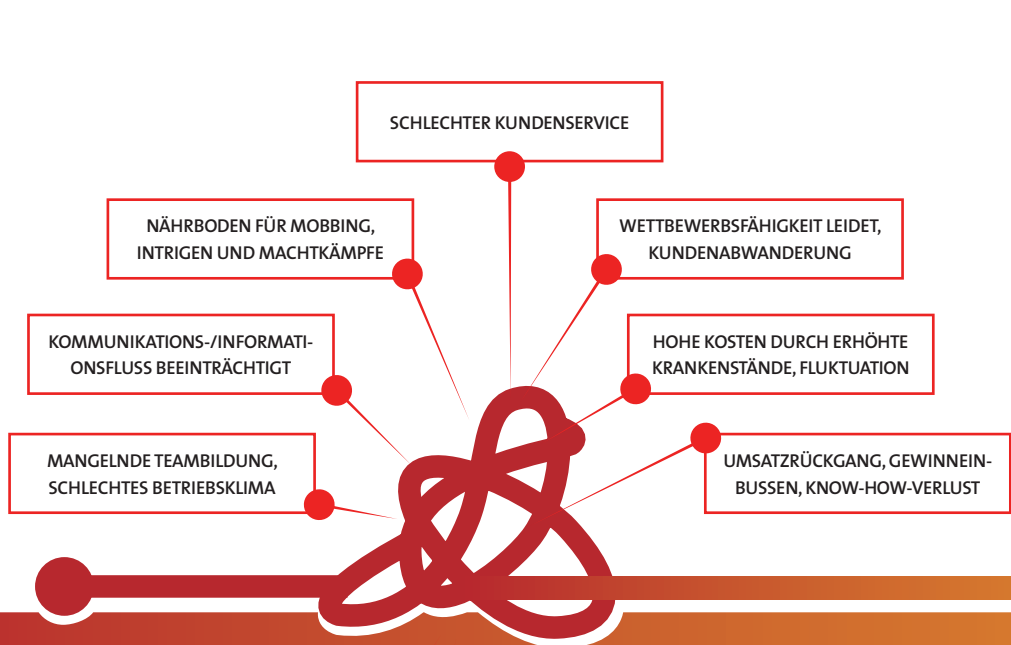 SCHLECHTER KUNDENSERVICE
NÄHRBODEN FÜR MOBBING,
INTRIGEN UND MACHTKÄMPFE
WETTBEWERBSFÄHIGKEIT LEIDET,
KUNDENABWANDERUNG
KOMMUNIKATIONS-/INFORMATI-
ONSFLUSS BEEINTRÄCHTIGT
HOHE KOSTEN DURCH ERHÖHTE
KRANKENSTÄNDE, FLUKTUATION
MANGELNDE TEAMBILDUNG,
SCHLECHTES BETRIEBSKLIMA
UMSATZRÜCKGANG, GEWINNEIN-
BUSSEN, KNOW-HOW-VERLUST